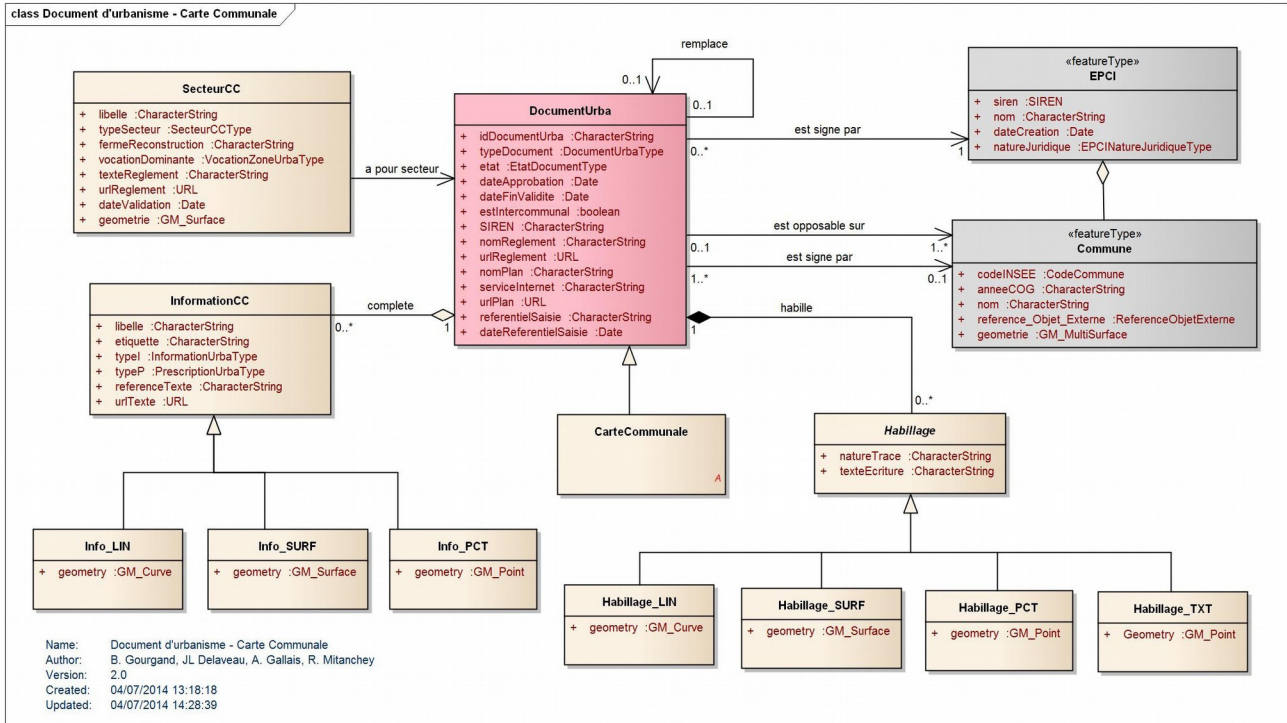 class Document d'urbanisme - Carte Communale
remplace
0..1
0..1
SecteurCC
+ libelle :CharacterString
+ typeSecteur :SecteurCCType
+ fermeReconstruction :CharacterString
+ vocationDominante :VocationZoneUrbaType
+ texteReglement :CharacterString
+ urlReglement :URL
+ dateValidation :Date
+ geometrie :GM_Surface
a pour secteur
DocumentUrba
+ idDocumentUrba :CharacterString
+ typeDocument :DocumentUrbaType
+ etat :EtatDocumentType
+ dateApprobation :Date
+ dateFinValidite :Date
+ estIntercommunal :boolean
+ SIREN :CharacterString
+ nomReglement :CharacterString
+ urlReglement :URL
+ nomPlan :CharacterString
+ serviceInternet :CharacterString
+ urlPlan :URL
+ referentielSaisie :CharacterString
+ dateReferentielSaisie :Date
est signe par
0..*
1
«featureType»
EPCI
+ siren :SIREN
+ nom :CharacterString
+ dateCreation :Date
+ natureJuridique :EPCINatureJuridiqueType
est opposable sur
0..1
1..*
est signe par
1..*
0..1
«featureType»
Commune
+ codeINSEE :CodeCommune
+ anneeCOG :CharacterString
+ nom :CharacterString
+ reference_Objet_Externe :ReferenceObjetExterne
+ geometrie :GM_MultiSurface
InformationCC
+ libelle :CharacterString
+ etiquette :CharacterString
+ typeI :InformationUrbaType
+ typeP :PrescriptionUrbaType
+ referenceTexte :CharacterString
+ urlTexte :URL
complete
0..*
1
habille
1
0..*
CarteCommunale
A
Habillage
+ natureTrace :CharacterString
+ texteEcriture :CharacterString
Info_LIN
+ geometry :GM_Curve
Info_SURF
+ geometry :GM_Surface
Info_PCT
+ geometry :GM_Point
Habillage_LIN
+ geometry :GM_Curve
Habillage_SURF
+ geometry :GM_Surface
Habillage_PCT
+ geometry :GM_Point
Habillage_TXT
+ Geometry :GM_Point
Name: Document d'urbanisme - Carte Communale
Author: B. Gourgand, JL Delaveau, A. Gallais, R. Mitanchey
Version: 2.0
Created: 04/07/2014 13:18:18
Updated: 04/07/2014 14:28:39